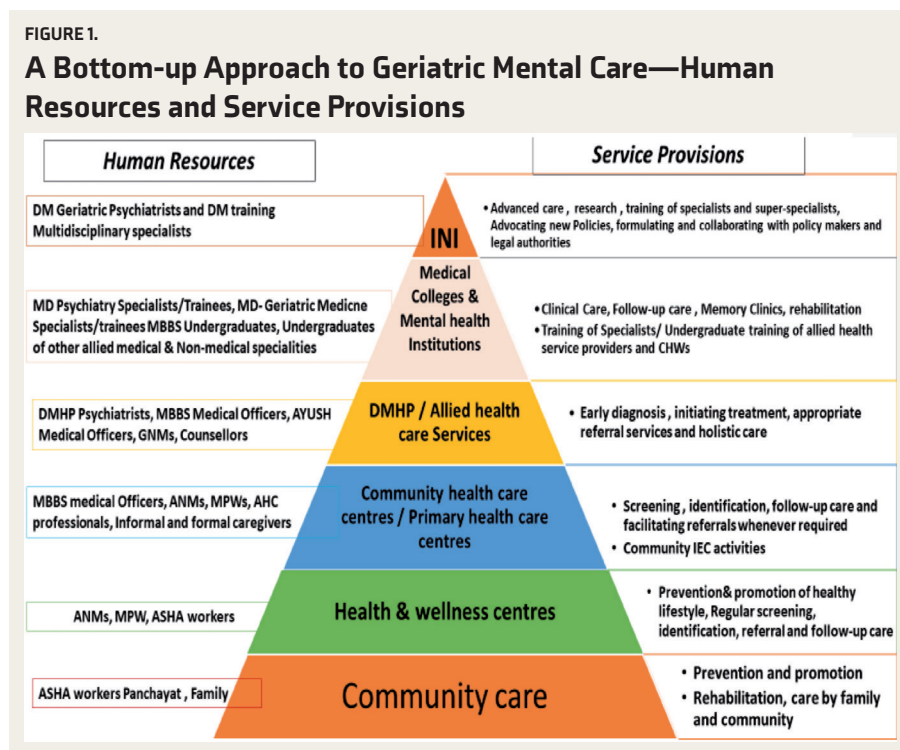 FIGURE 1.
A Bottom-up Approach to Geriatric Mental Care—Human
Resources and Service Provisions
Human Resources
Service Provisions
DM Geriatric Psychiatrists and DM training
Multidisciplinary specialists
INI
• Advanced care , research , training of specialists and super-specialists,
Advocating new Policies, formulating and collaborating with policy makers and
legal authorities
MD Psychiatry Specialists/Trainees, MD- Geriatric Medicne
Specialists/trainees MBBS Undergraduates, Undergraduates
of other allied medical & Non-medical specialities
Medical
Colleges &
Mental health
Institutions
• Clinical Care, Follow-up care , Memory Clinics, rehabilitation
• Training of Specialists/ Undergraduate training of allied health
service providers and CHWs
DMHP Psychiatrists, MBBS Medical Officers, AYUSH
Medical Officers, GNMs, Counsellors
DMHP / Allied health
care Services
• Early diagnosis , initiating treatment, appropriate
referral services and holistic care
MBBS medical Officers, ANMs, MPWs, AHC
professionals, Informal and formal caregivers
Community health care
centres / Primary health care
centres
• Screening , identification, follow-up care and
facilitating referrals whenever required
• Community IEC activities
ANMs, MPW, ASHA workers
Health & wellness centres
• Prevention& promotion of healthy
lifestyle, Regular screening,
identification, referral and follow-up care
ASHA workers Panchayat , Family
Community care
• Prevention and promotion
• Rehabilitation, care by family
and community